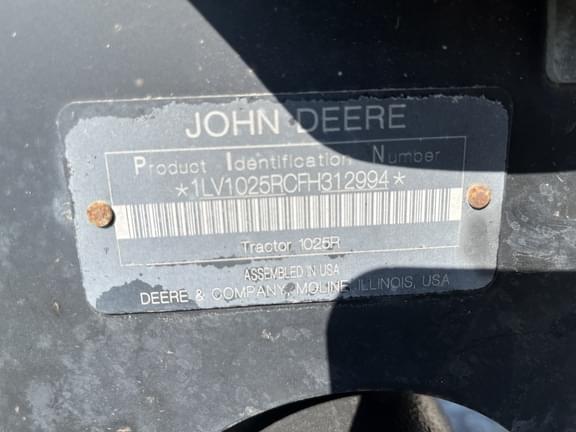 JOHN DEERE
Product Identification Number
*1LV1025RCFH312994*
Tractor 1025R
ASSEMBLED IN USA
DEERE & COMPANY, MOLINE ILLINOIS, USA